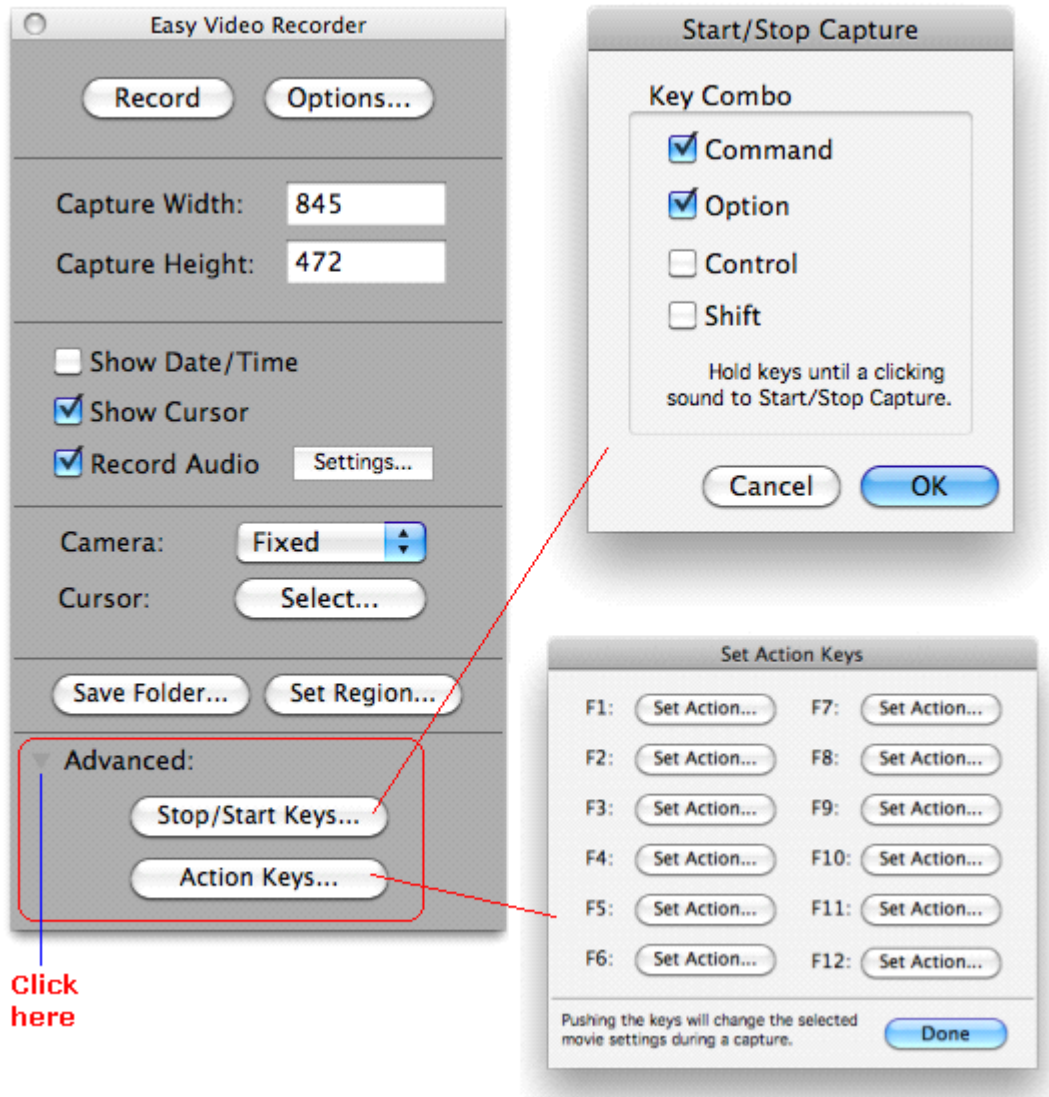 Easy Video Recorder
Record Options...
Capture Width: 845
Capture Height: 472
Show Date/Time
Show Cursor
Record Audio Settings...
Camera: Fixed
Cursor: Select...
Save Folder... Set Region...
Advanced:
Stop/Start Keys...
Action Keys...
Click
here
Start/Stop Capture
Key Combo
Command
Option
Control
Shift
Hold keys until a clicking
sound to Start/Stop Capture.
Cancel OK
Set Action Keys
F1: Set Action... F7: Set Action...
F2: Set Action... F8: Set Action...
F3: Set Action... F9: Set Action...
F4: Set Action... F10: Set Action...
F5: Set Action... F11: Set Action...
F6: Set Action... F12: Set Action...
Pushing the keys will change the selected
movie settings during a capture.
Done